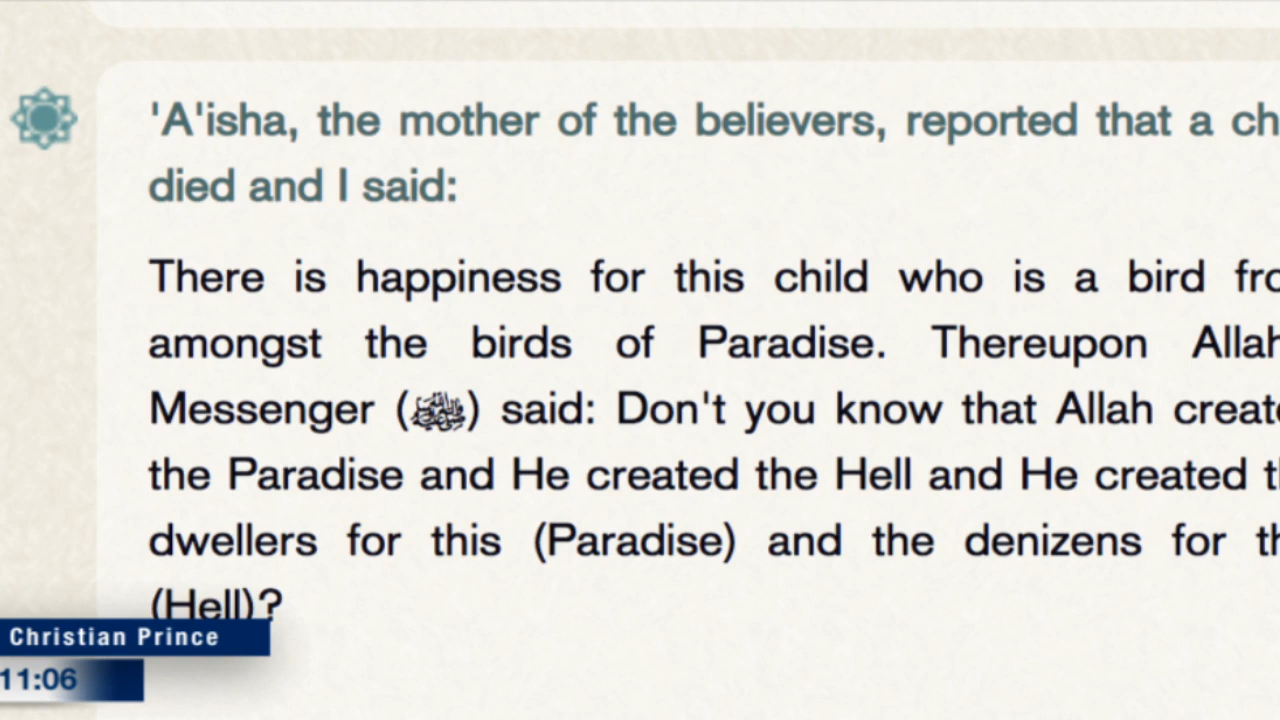 'A'isha, the mother of the believers, reported that a ch
died and I said:
There is happiness for this child who is a bird fro
amongst the birds of Paradise. Thereupon Allah
Messenger (ﷺ) said: Don't you know that Allah create
the Paradise and He created the Hell and He created th
dwellers for this (Paradise) and the denizens for th
(Hell)?
Christian Prince
11:06